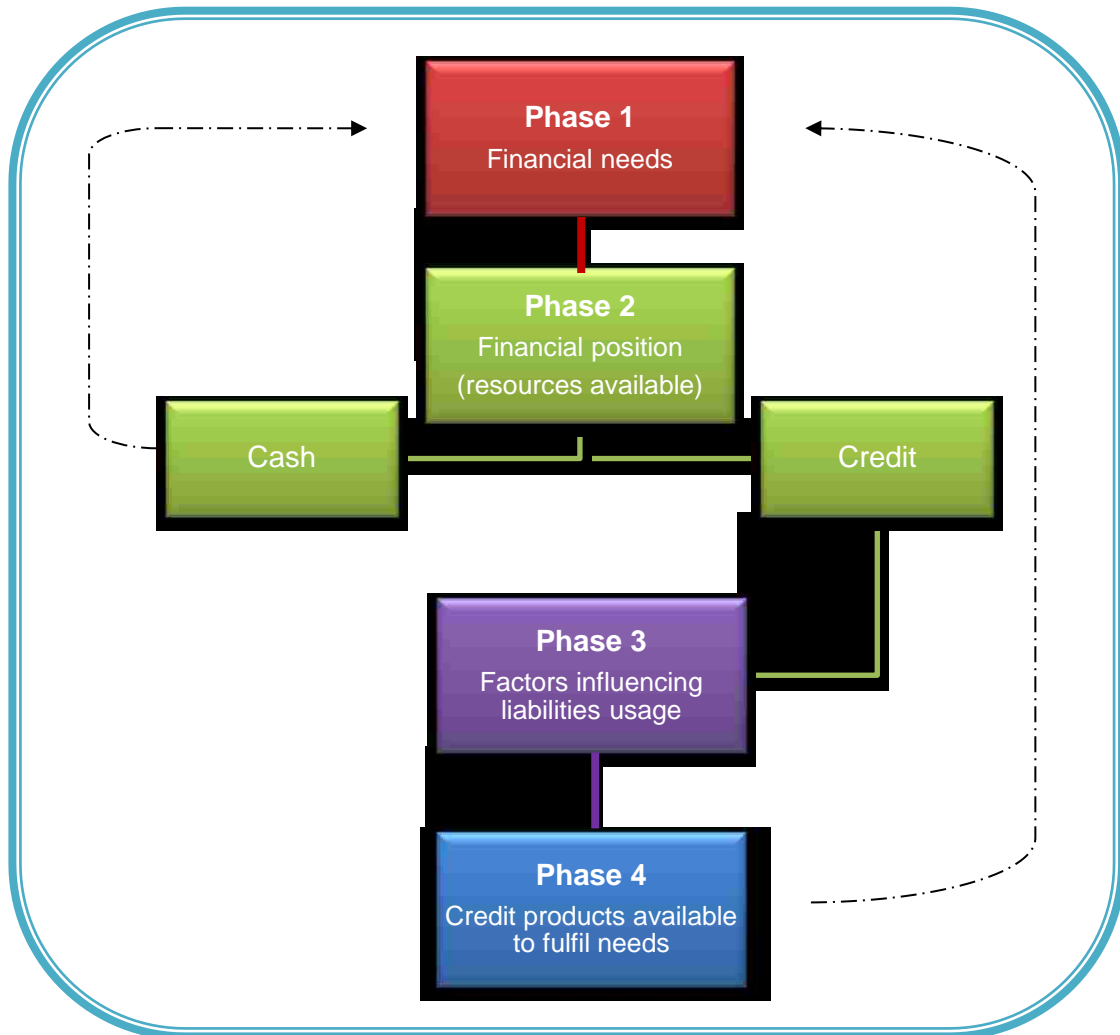 Phase 1
Financial needs
Phase 2
Financial position
(resources available)
Cash
Credit
Phase 3
Factors influencing
liabilities usage
Phase 4
Credit products available
to fulfil needs